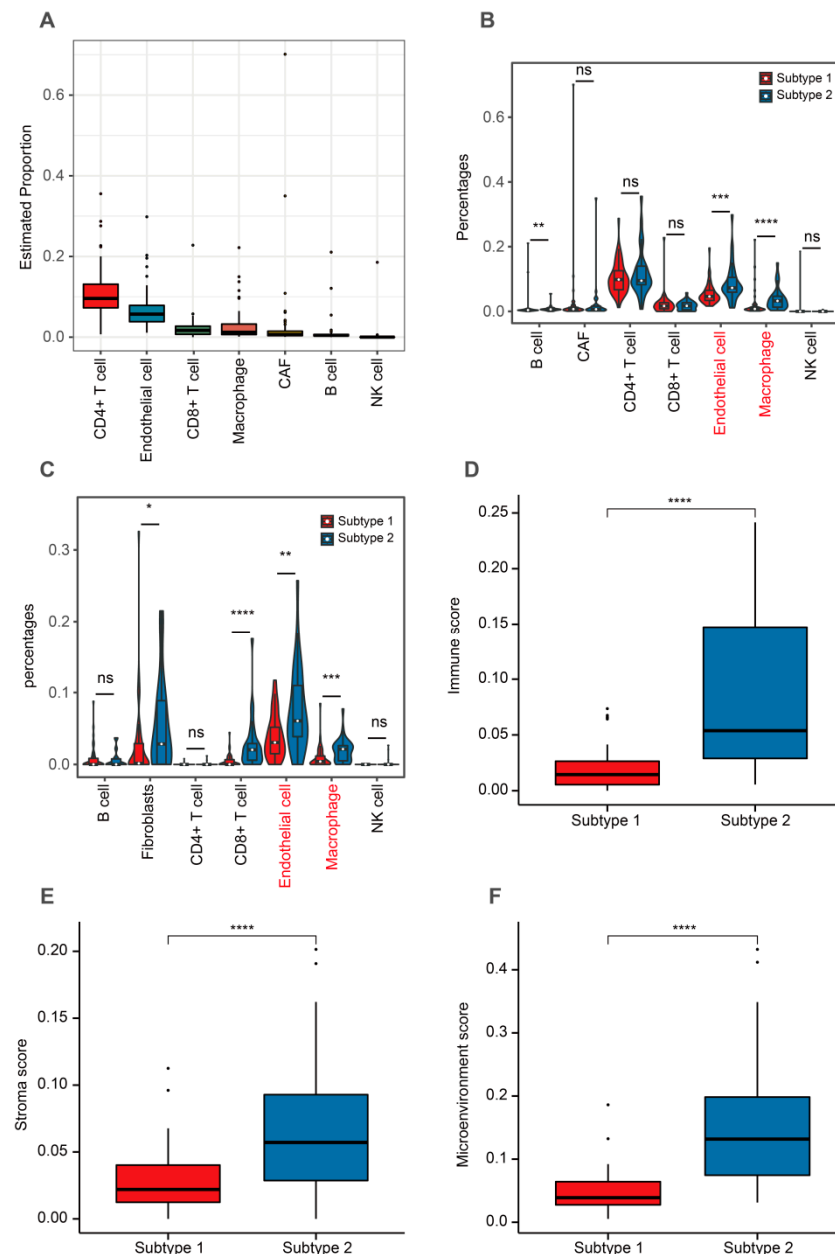 A
Estimated Proportion
0.6
0.4
0.2
0.0
CD4+ T cell
Endothelial cell
CD8+ T cell
Macrophage
CAF
B cell
NK cell
B
Percentages
0.6
0.4
0.2
0.0
Subtype 1
Subtype 2
**
ns
ns
ns
***
****
ns
B cell
CAF
CD4+ T cell
CD8+ T cell
Endothelial cell
Macrophage
NK cell
C
percentages
0.3
0.2
0.1
0.0
Subtype 1
Subtype 2
ns
*
ns
****
**
***
ns
B cell
Fibroblasts
CD4+ T cell
CD8+ T cell
Endothelial cell
Macrophage
NK cell
D
Immune score
0.25
0.20
0.15
0.10
0.05
0.00
****
Subtype 1
Subtype 2
E
Stroma score
0.20
0.15
0.10
0.05
0.00
****
Subtype 1
Subtype 2
F
Microenvironment score
0.4
0.3
0.2
0.1
0.0
****
Subtype 1
Subtype 2